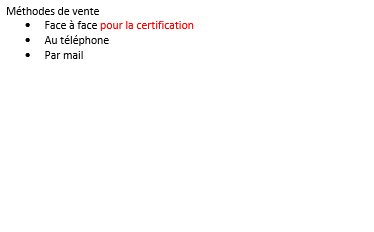 Méthodes de vente
• Face à face pour la certification
• Au téléphone
• Par mail